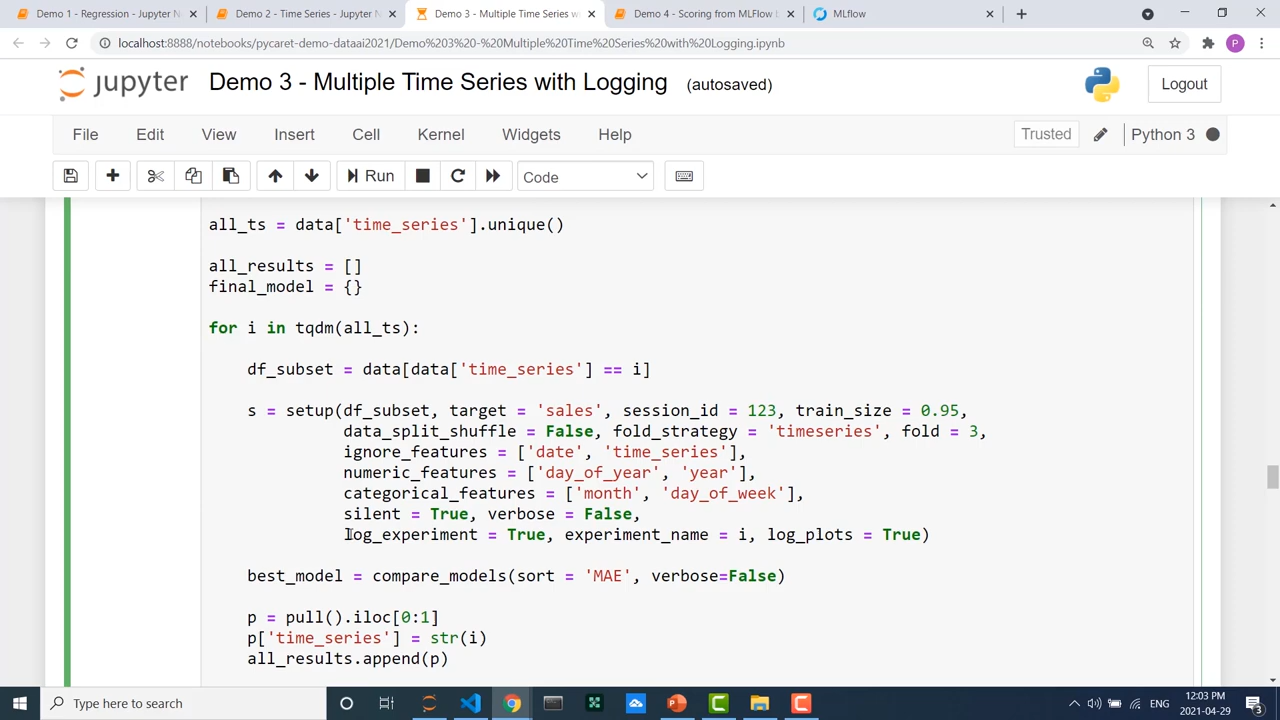 Demo 1 - Regression - Jupyter N
Demo 2 - Time Series - Jupyter N
Demo 3 - Multiple Time Series w
Demo 4 - Scoring from MLFlow L
MLflow
localhost:8888/notebooks/pycaret-demo-dataai2021/Demo%203%20-%20Multiple%20Time%20Series%20with%20Logging.ipynb
P
jupyter Demo 3 - Multiple Time Series with Logging (autosaved)
Logout
File Edit View Insert Cell Kernel Widgets Help
Trusted Python 3
Run Code
all_ts = data['time_series'].unique()
all_results = []
final_model = {}
for i in tqdm(all_ts):
df_subset = data[data['time_series'] == i]
s = setup(df_subset, target = 'sales', session_id = 123, train_size = 0.95,
data_split_shuffle = False, fold_strategy = 'timeseries', fold = 3,
ignore_features = ['date', 'time_series'],
numeric_features = ['day_of_year', 'year'],
categorical_features = ['month', 'day_of_week'],
silent = True, verbose = False,
log_experiment = True, experiment_name = i, log_plots = True)
best_model = compare_models(sort = 'MAE', verbose=False)
p = pull().iloc[0:1]
p['time_series'] = str(i)
all_results.append(p)
Type here to search
ENG
12:03 PM
2021-04-29
3